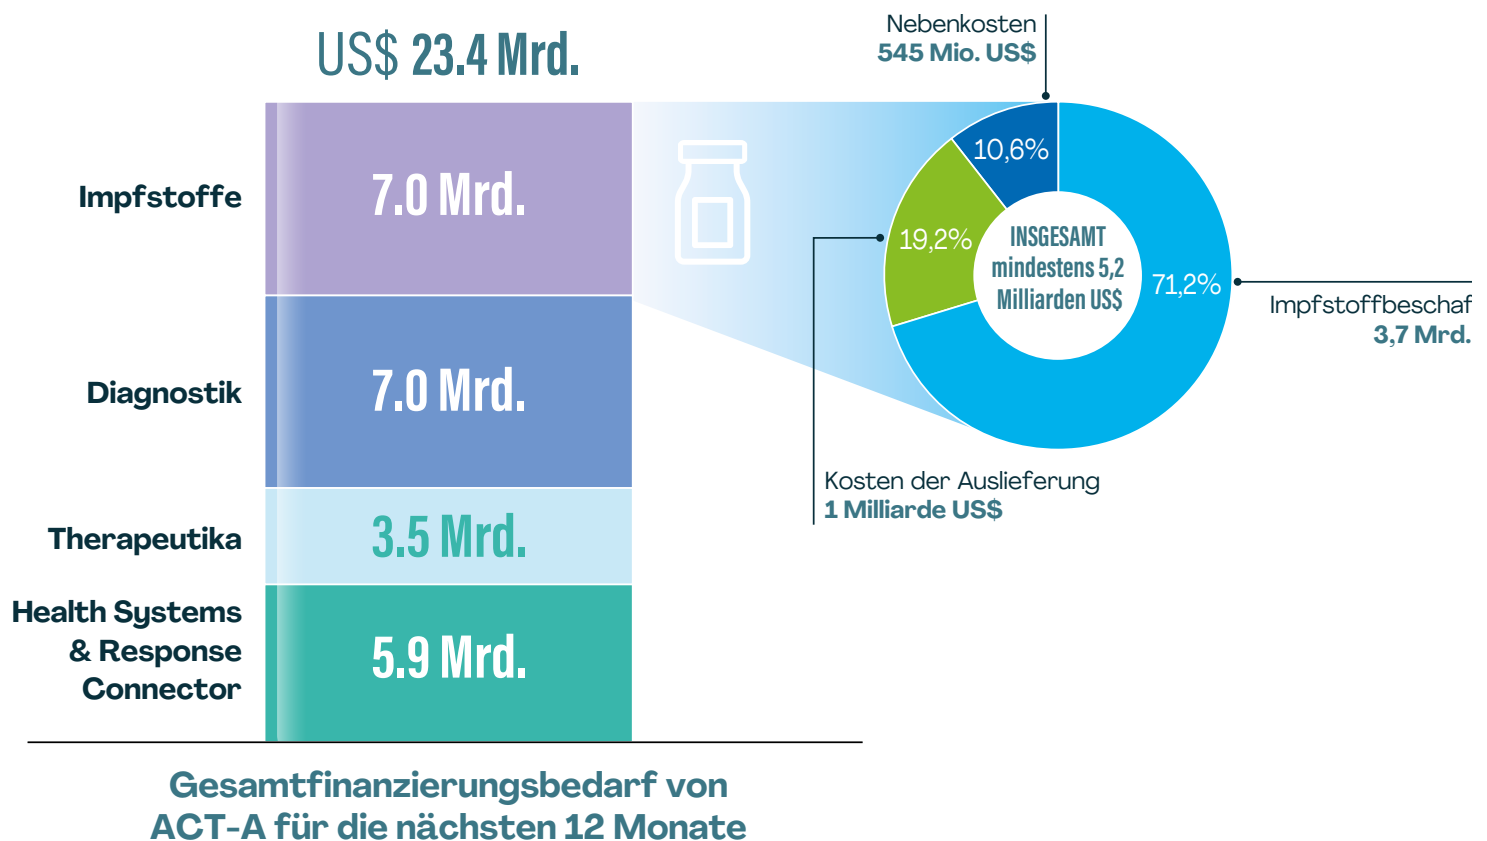 US$ 23.4 Mrd.
Impfstoffe
7.0 Mrd.
Diagnostik
7.0 Mrd.
Therapeutika
3.5 Mrd.
Health Systems
& Response
Connector
5.9 Mrd.
Gesamtfinanzierungsbedarf von
ACT-A für die nächsten 12 Monate
Nebenkosten
545 Mio. US$
10,6%
19,2%
71,2%
INSGESAMT
mindestens 5,2
Milliarden US$
Impfstoffbeschaf
3,7 Mrd.
Kosten der Auslieferung
1 Milliarde US$